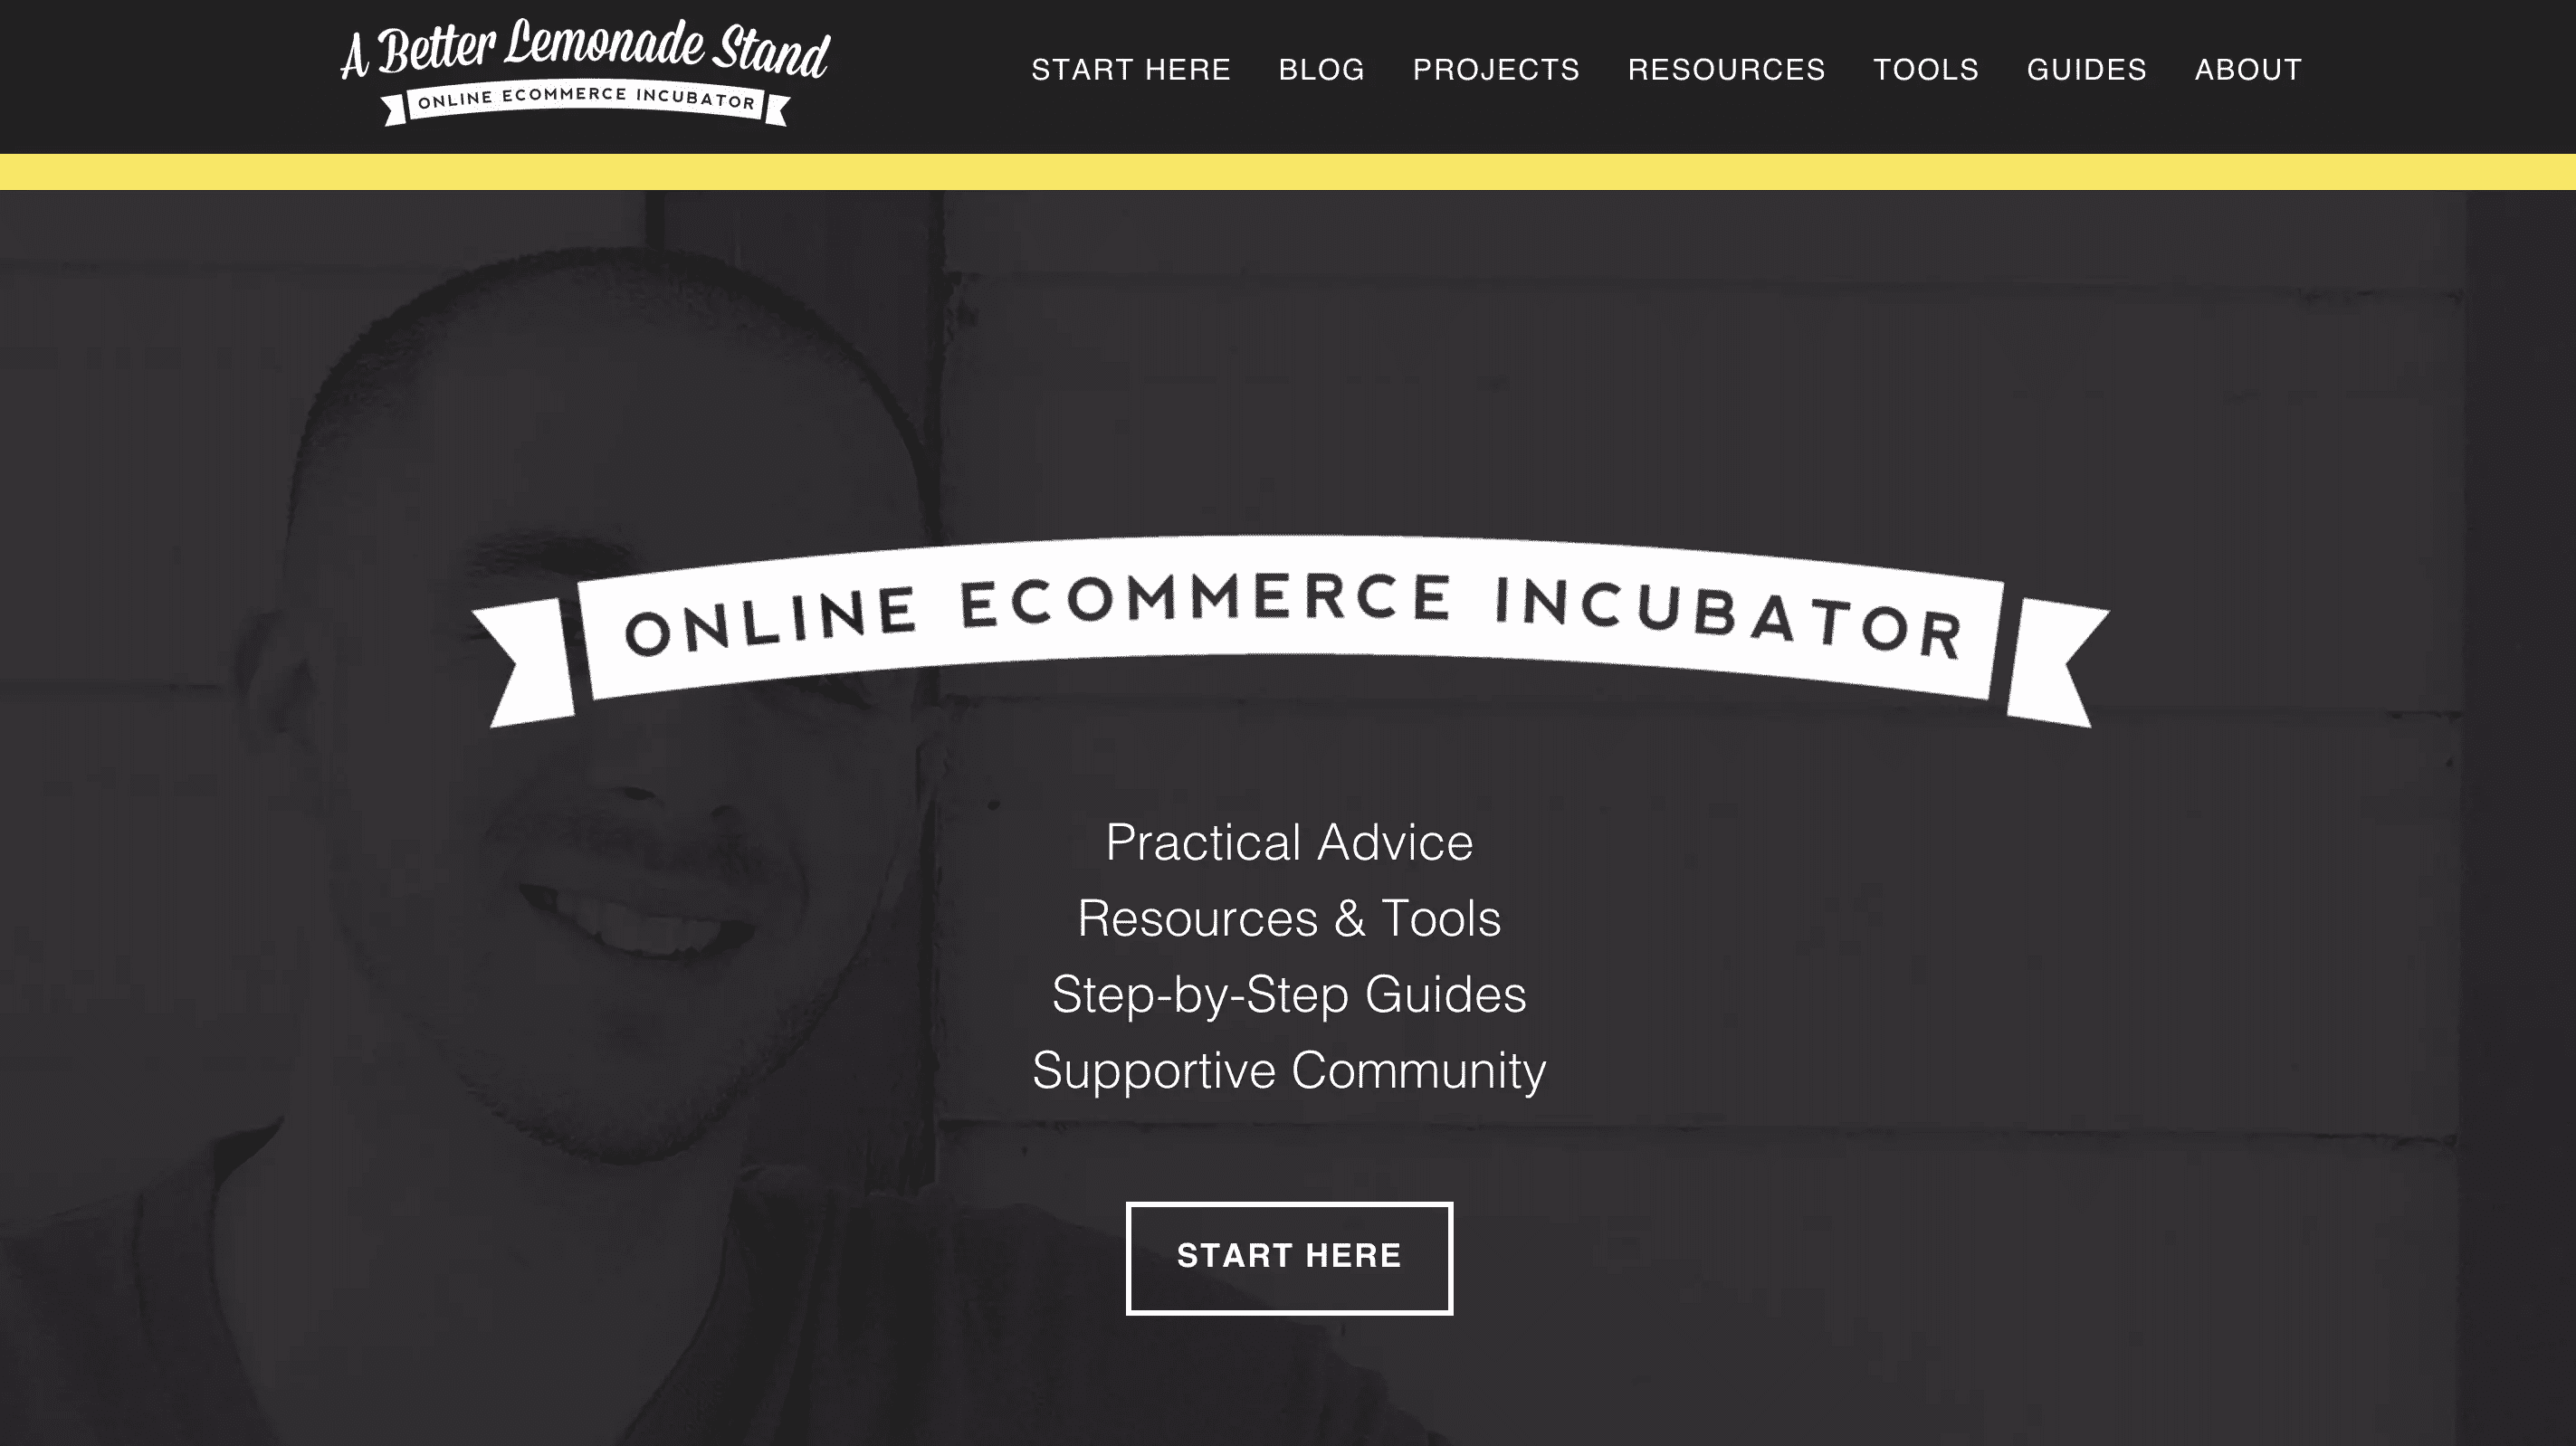 A Better Lemonade Stand
ONLINE ECOMMERCE INCUBATOR
START HERE BLOG PROJECTS RESOURCES TOOLS GUIDES ABOUT
ONLINE ECOMMERCE INCUBATOR
Practical Advice
Resources & Tools
Step-by-Step Guides
Supportive Community
START HERE